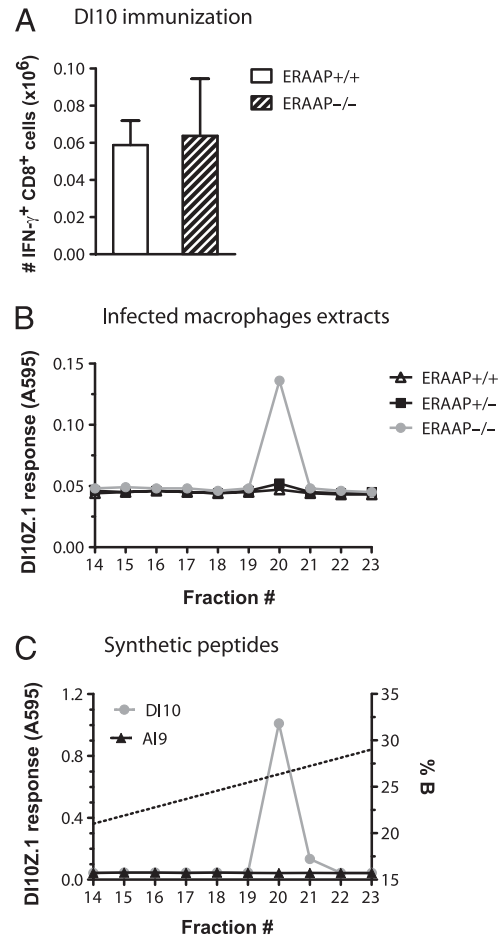 A DI10 immunization
# IFN-γ+ CD8+ cells (x10⁶)
0.10
0.08
0.06
0.04
0.02
0.00
ERAAP+/+
ERAAP−/−
B Infected macrophages extracts
DI10Z.1 response (A595)
0.15
0.10
0.05
0.00
14 15 16 17 18 19 20 21 22 23
Fraction #
ERAAP+/+
ERAAP+/−
ERAAP−/−
C Synthetic peptides
DI10Z.1 response (A595)
1.2
0.8
0.4
0.0
DI10
AI9
35
30
25
20
15
% B
14 15 16 17 18 19 20 21 22 23
Fraction #